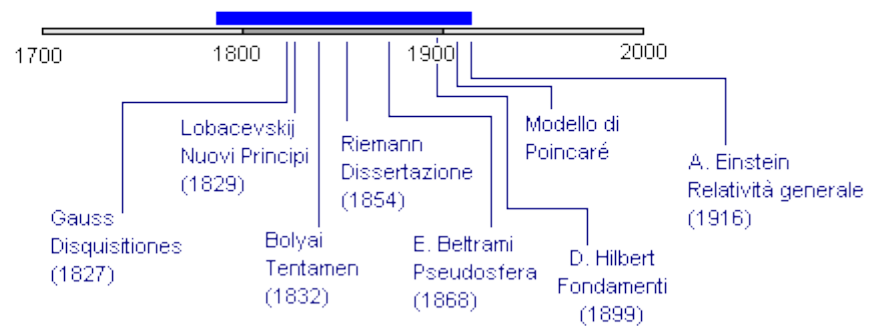 1700
1800
1900
2000
Gauss
Disquisitiones
(1827)
Lobacevskij
Nuovi Principi
(1829)
Bolyai
Tentamen
(1832)
Riemann
Dissertazione
(1854)
E. Beltrami
Pseudosfera
(1868)
D. Hilbert
Fondamenti
(1899)
Modello di
Poincaré
A. Einstein
Relatività generale
(1916)